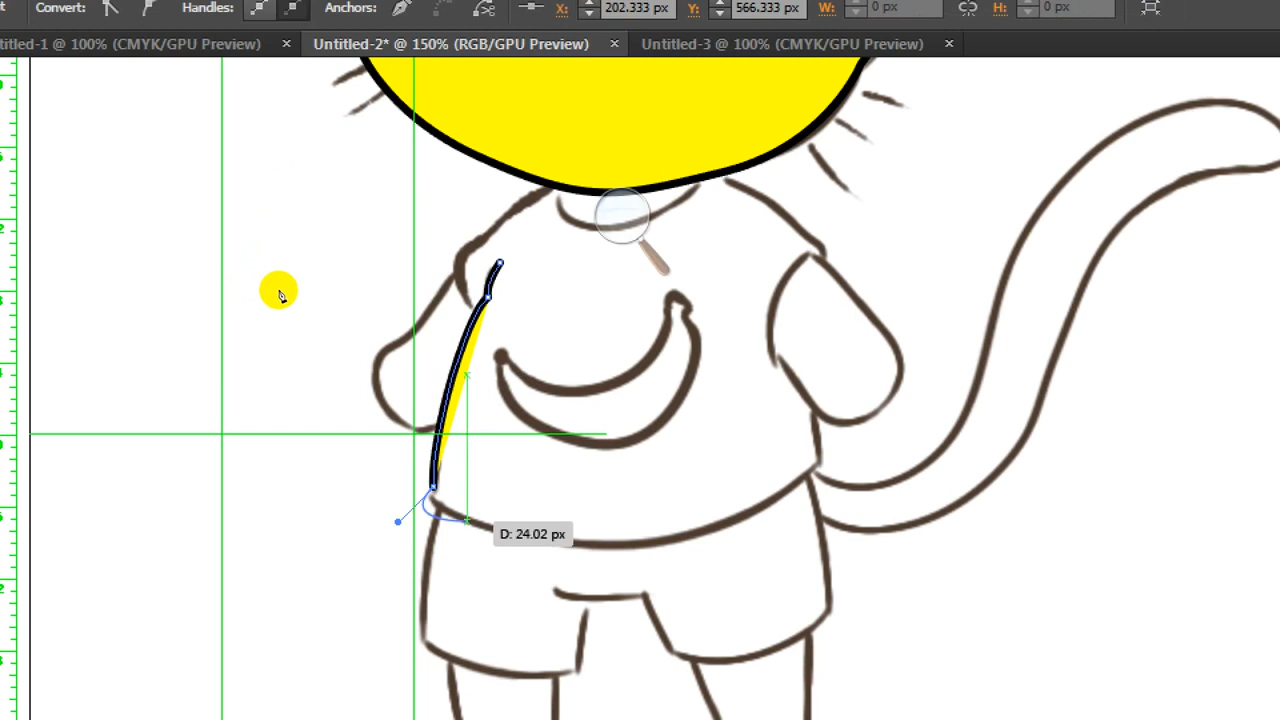 Convert:
Handles:
Anchors:
X:
202.333 px
Y:
566.333 px
W:
0 px
H:
0 px
titled-1 @ 100% (CMYK/GPU Preview) ×
Untitled-2* @ 150% (RGB/GPU Preview) ×
Untitled-3 @ 100% (CMYK/GPU Preview) ×
D: 24.02 px